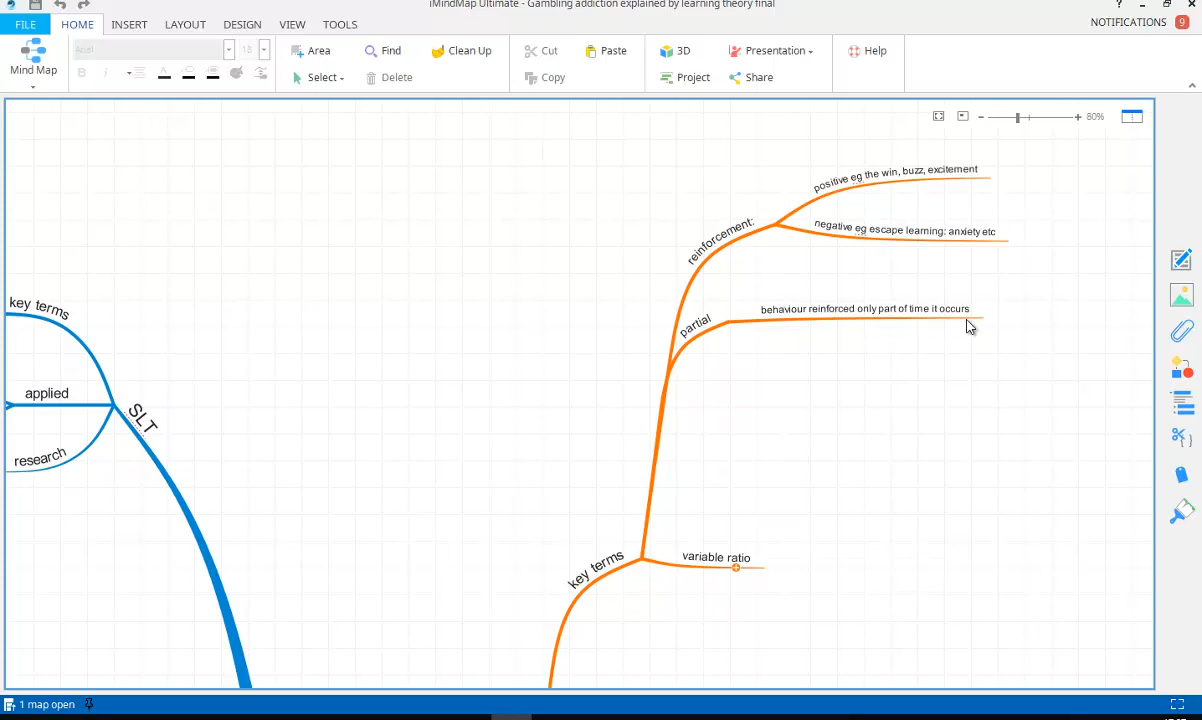 iMindMap Ultimate - Gambling addiction explained by learning theory final
?
FILE HOME INSERT LAYOUT DESIGN VIEW TOOLS
NOTIFICATIONS 9
Mind Map
Arial 18
B i
Area Find Clean Up
Select Delete
Cut Paste
Copy
3D Presentation
Project Share
Help
80%
positive eg the win, buzz, excitement
reinforcement:
negative eg escape learning: anxiety etc
behaviour reinforced only part of time it occurs
partial
key terms
applied
SLT
research
key terms
variable ratio
1 map open